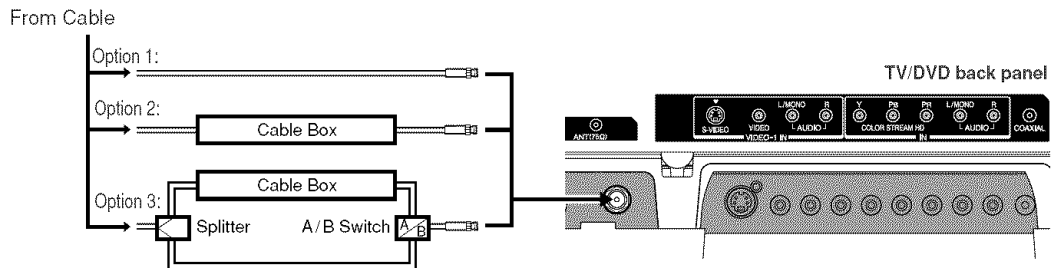 From Cable
Option 1:
Option 2:
Cable Box
Cable Box
Option 3:
Splitter
A/B Switch
A
B
TV/DVD back panel
ANT(75Ω)
S-VIDEO
VIDEO
L/MONO
R
AUDIO
VIDEO-1 IN
Y
PB
PR
L/MONO
R
COLOR STREAM HD
AUDIO
IN
COAXIAL